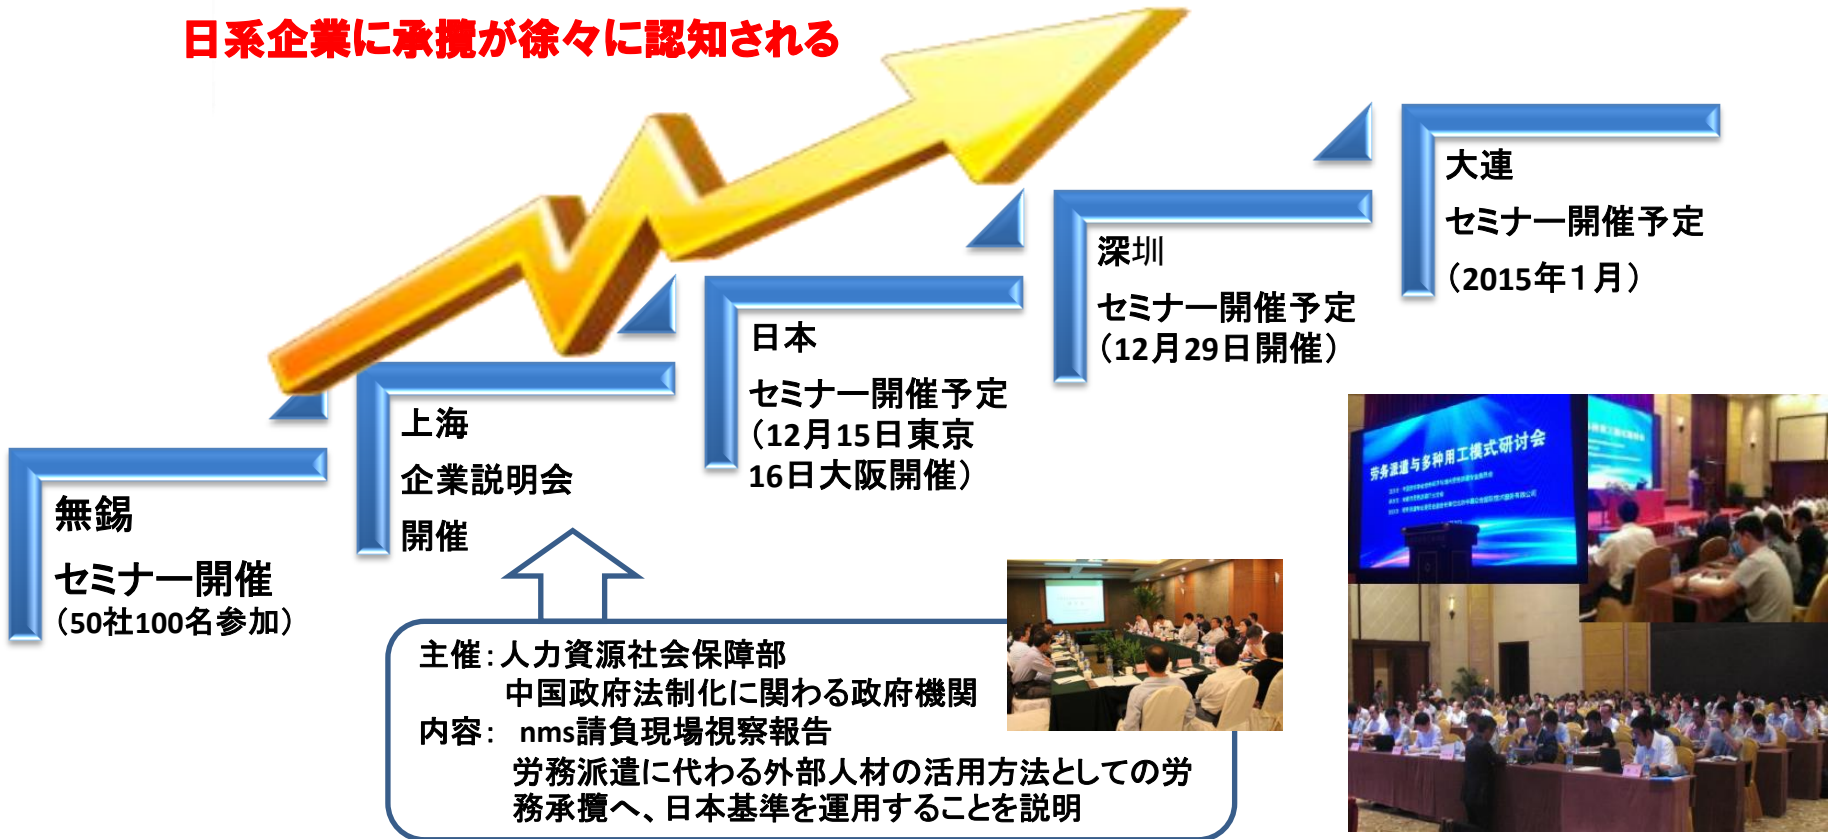 日系企業に承攬が徐々に認知される
無錫
セミナー開催
（50社100名参加）
上海
企業説明会
開催
日本
セミナー開催予定
（12月15日東京
16日大阪開催）
深圳
セミナー開催予定
（12月29日開催）
大連
セミナー開催予定
（2015年１月）
主催：人力資源社会保障部
中国政府法制化に関わる政府機関
内容： nms請負現場視察報告
労務派遣に代わる外部人材の活用方法としての労
務承攬へ、日本基準を運用することを説明
劳务派遣与多种用工模式研讨会